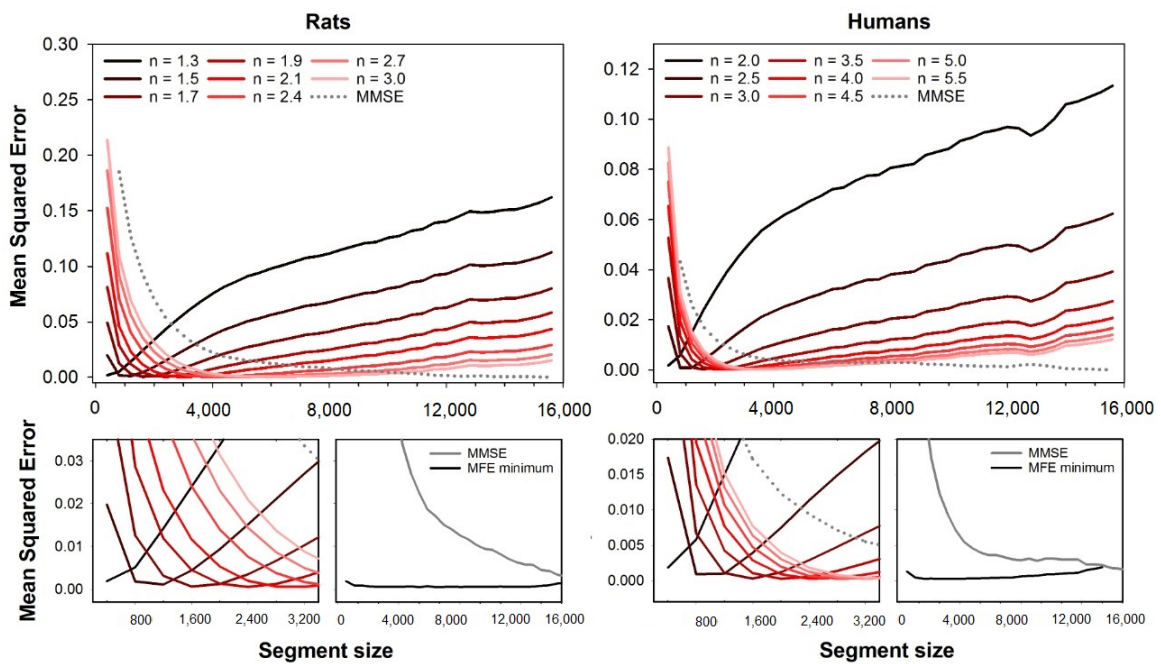 Rats
Humans
Mean Squared Error
0.30
0.25
0.20
0.15
0.10
0.05
0.00
n = 1.3
n = 1.9
n = 2.7
n = 1.5
n = 2.1
n = 3.0
n = 1.7
n = 2.4
MMSE
0
4,000
8,000
12,000
16,000
0.12
0.10
0.08
0.06
0.04
0.02
0.00
n = 2.0
n = 3.5
n = 5.0
n = 2.5
n = 4.0
n = 5.5
n = 3.0
n = 4.5
MMSE
0
4,000
8,000
12,000
16,000
Mean Squared Error
0.03
0.02
0.01
0.00
800
1,600
2,400
3,200
MMSE
MFE minimum
0
4,000
8,000
12,000
16,000
Segment size
0.020
0.015
0.010
0.005
0.000
800
1,600
2,400
3,200
MMSE
MFE minimum
0
4,000
8,000
12,000
16,000
Segment size